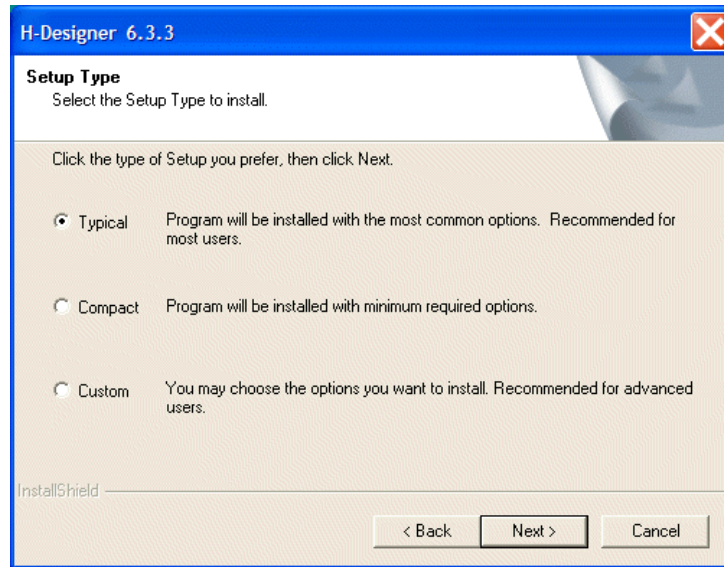 H-Designer 6.3.3
Setup Type
Select the Setup Type to install.
Click the type of Setup you prefer, then click Next.
Typical Program will be installed with the most common options. Recommended for
most users.
Compact Program will be installed with minimum required options.
Custom You may choose the options you want to install. Recommended for advanced
users.
InstallShield
< Back Next > Cancel